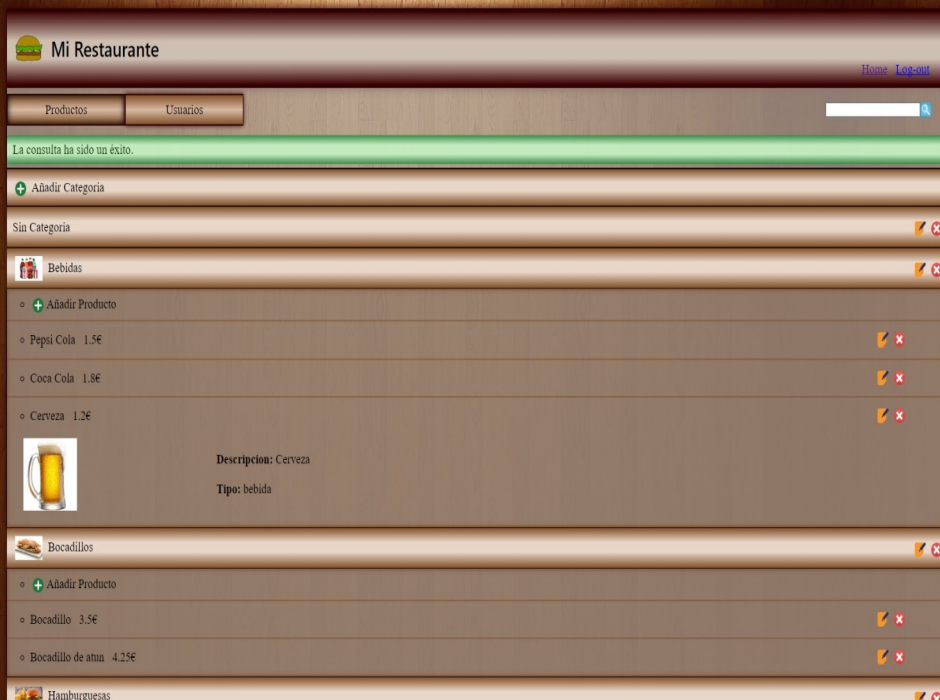 Mi Restaurante
Home Log-out
Productos Usuarios
La consulta ha sido un éxito.
Añadir Categoria
Sin Categoria
Bebidas
Añadir Producto
Pepsi Cola 1.5€
Coca Cola 1.8€
Cerveza 1.2€
Descripcion: Cerveza
Tipo: bebida
Bocadillos
Añadir Producto
Bocadillo 3.5€
Bocadillo de atun 4.25€
Hamburguesas